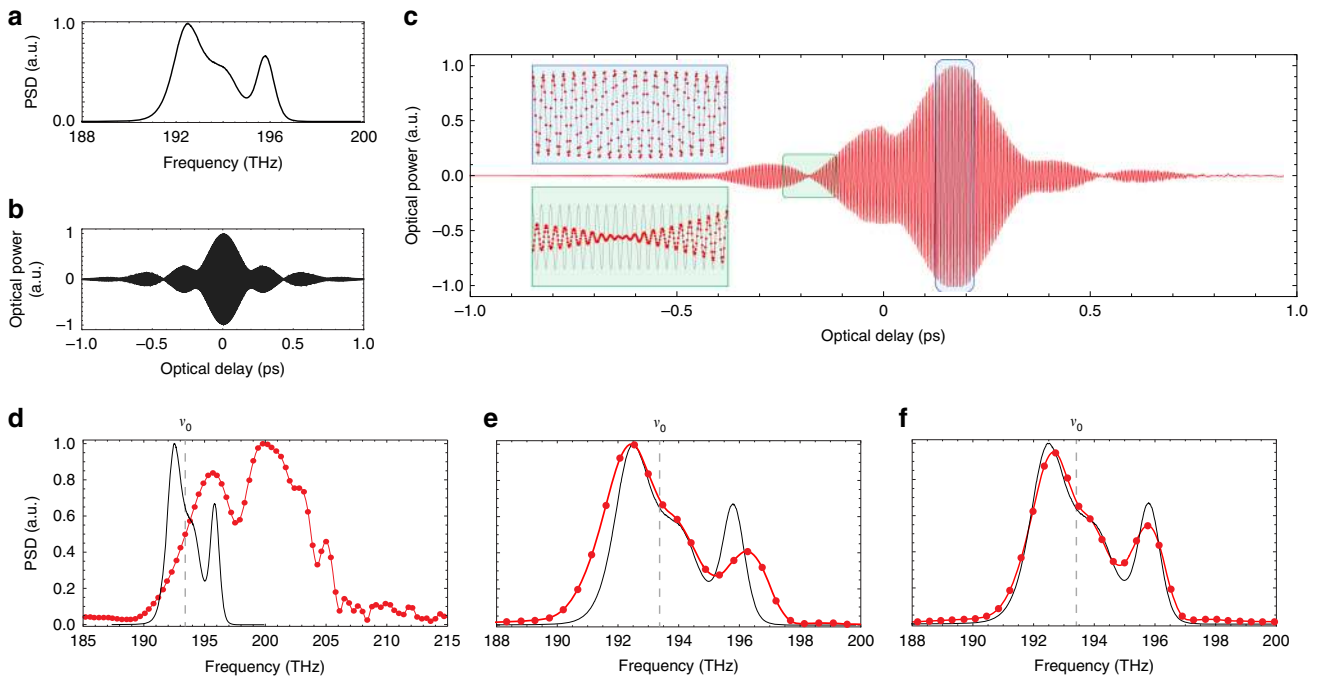 a
PSD (a.u.)
1.0
0.0
188 192 196 200
Frequency (THz)
b
Optical power
(a.u.)
1
0
−1
−1.0 −0.5 0 0.5 1.0
Optical delay (ps)
c
Optical power (a.u.)
1.0
0.5
0.0
−0.5
−1.0
−1.0 −0.5 0 0.5 1.0
Optical delay (ps)
d
ν0
PSD (a.u.)
1.0
0.8
0.6
0.4
0.2
0.0
185 190 195 200 205 210 215
Frequency (THz)
e
ν0
190 192 194 196 198 200
Frequency (THz)
f
ν0
188 190 192 194 196 198 200
Frequency (THz)